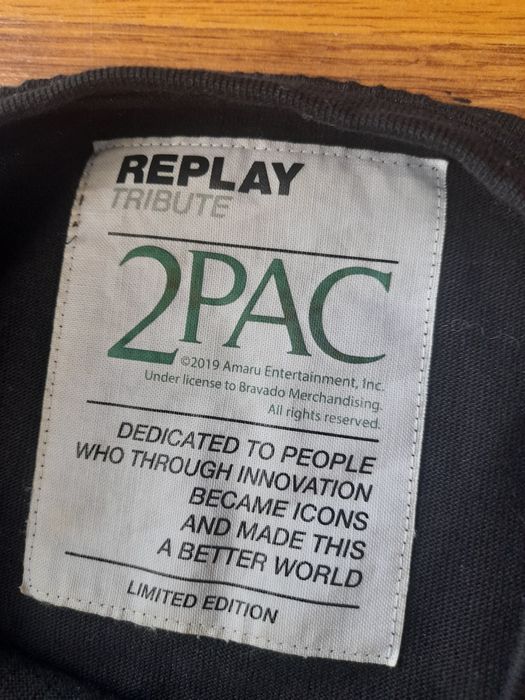 REPLAY
TRIBUTE
2PAC
©2019 Amaru Entertainment, Inc.
Under license to Bravado Merchandising.
All rights reserved.
DEDICATED TO PEOPLE
WHO THROUGH INNOVATION
BECAME ICONS
AND MADE THIS
A BETTER WORLD
LIMITED EDITION